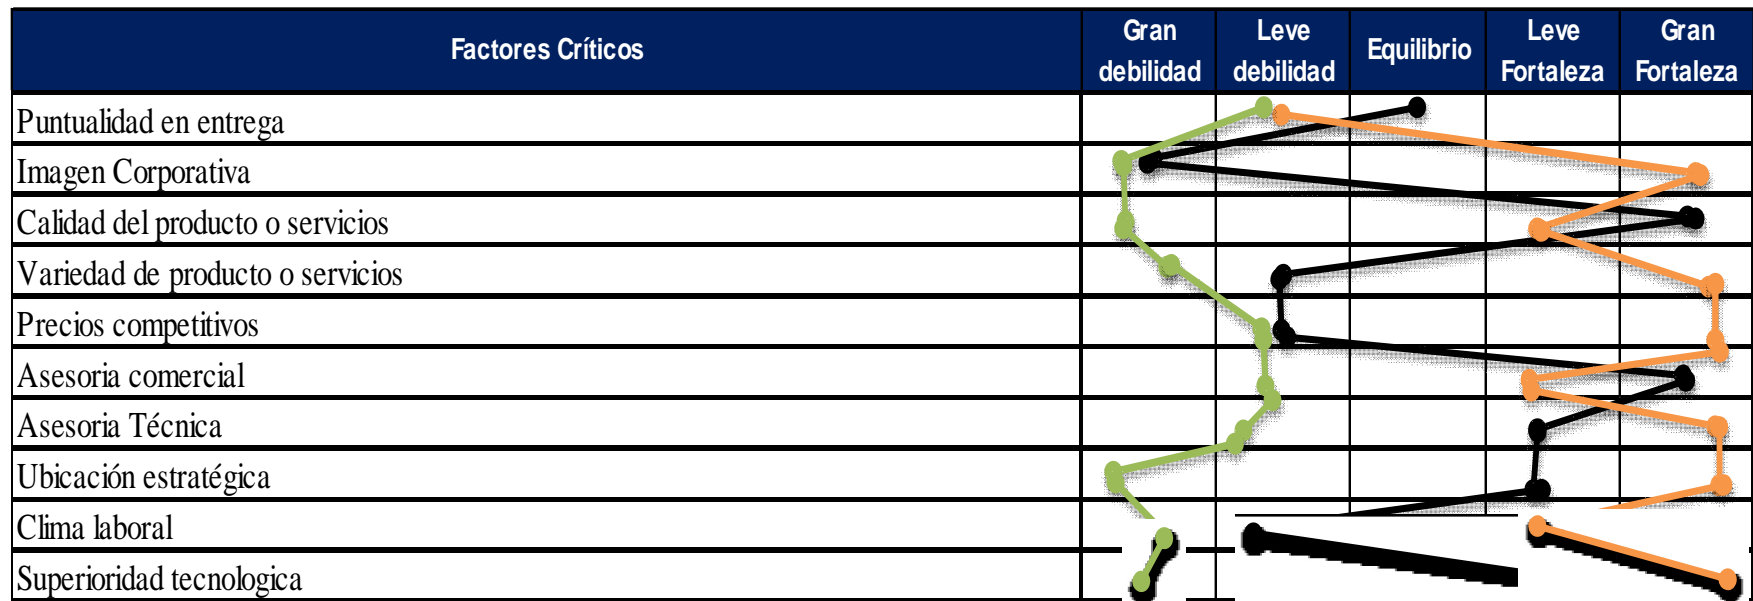 Factores Críticos
Gran debilidad
Leve debilidad
Equilibrio
Leve Fortaleza
Gran Fortaleza
Puntualidad en entrega
Imagen Corporativa
Calidad del producto o servicios
Variedad de producto o servicios
Precios competitivos
Asesoria comercial
Asesoria Técnica
Ubicación estratégica
Clima laboral
Superioridad tecnologica